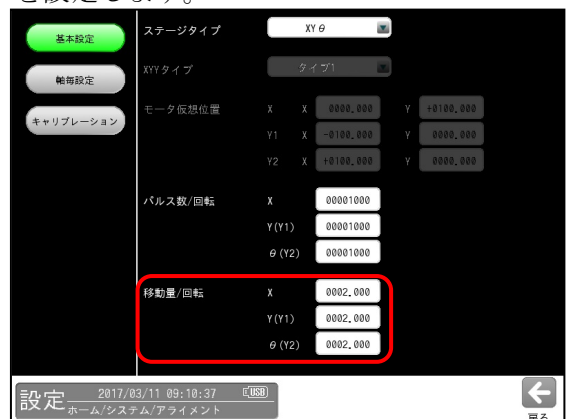 を設定します。
基本設定
軸毎設定
キャリブレーション
ステージタイプ XYθ
XYYタイプ タイプ1
モータ仮想位置 X X 0000.000 Y +0100.000
Y1 X -0100.000 Y 0000.000
Y2 X +0100.000 Y 0000.000
パルス数/回転 X 00001000
Y(Y1) 00001000
θ(Y2) 00001000
移動量/回転 X 0002.000
Y(Y1) 0002.000
θ(Y2) 0002.000
設定 2017/03/11 09:10:37 USB
ホーム/システム/アライメント
戻る